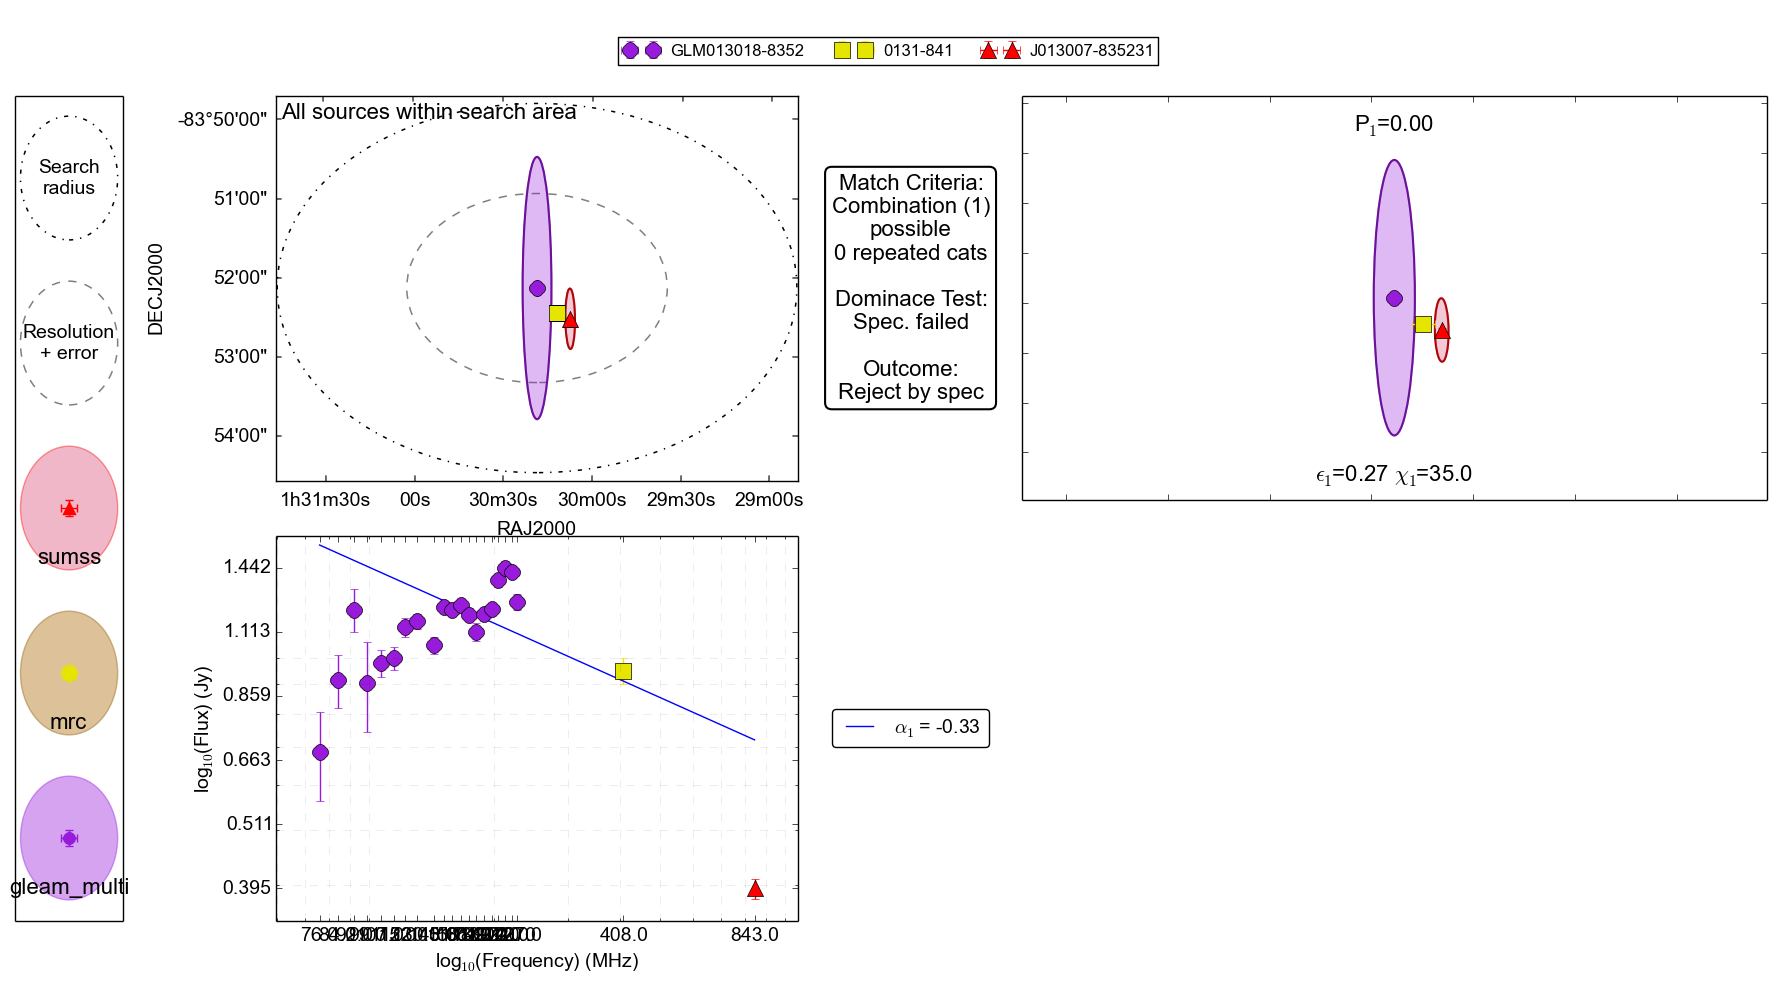 GLM013018-8352 0131-841 J013007-835231
Search
radius
Resolution
+ error
sumss
mrc
gleam_multi
All sources within search area
DECJ2000
-83°50'00"
51'00"
52'00"
53'00"
54'00"
1h31m30s 00s 30m30s 30m00s 29m30s 29m00s
RAJ2000
Match Criteria:
Combination (1)
possible
0 repeated cats
Dominace Test:
Spec. failed
Outcome:
Reject by spec
P₁=0.00
ϵ₁=0.27 χ₁=35.0
log₁₀(Flux) (Jy)
1.442
1.113
0.859
0.663
0.511
0.395
408.0 843.0
log₁₀(Frequency) (MHz)
α₁ = -0.33